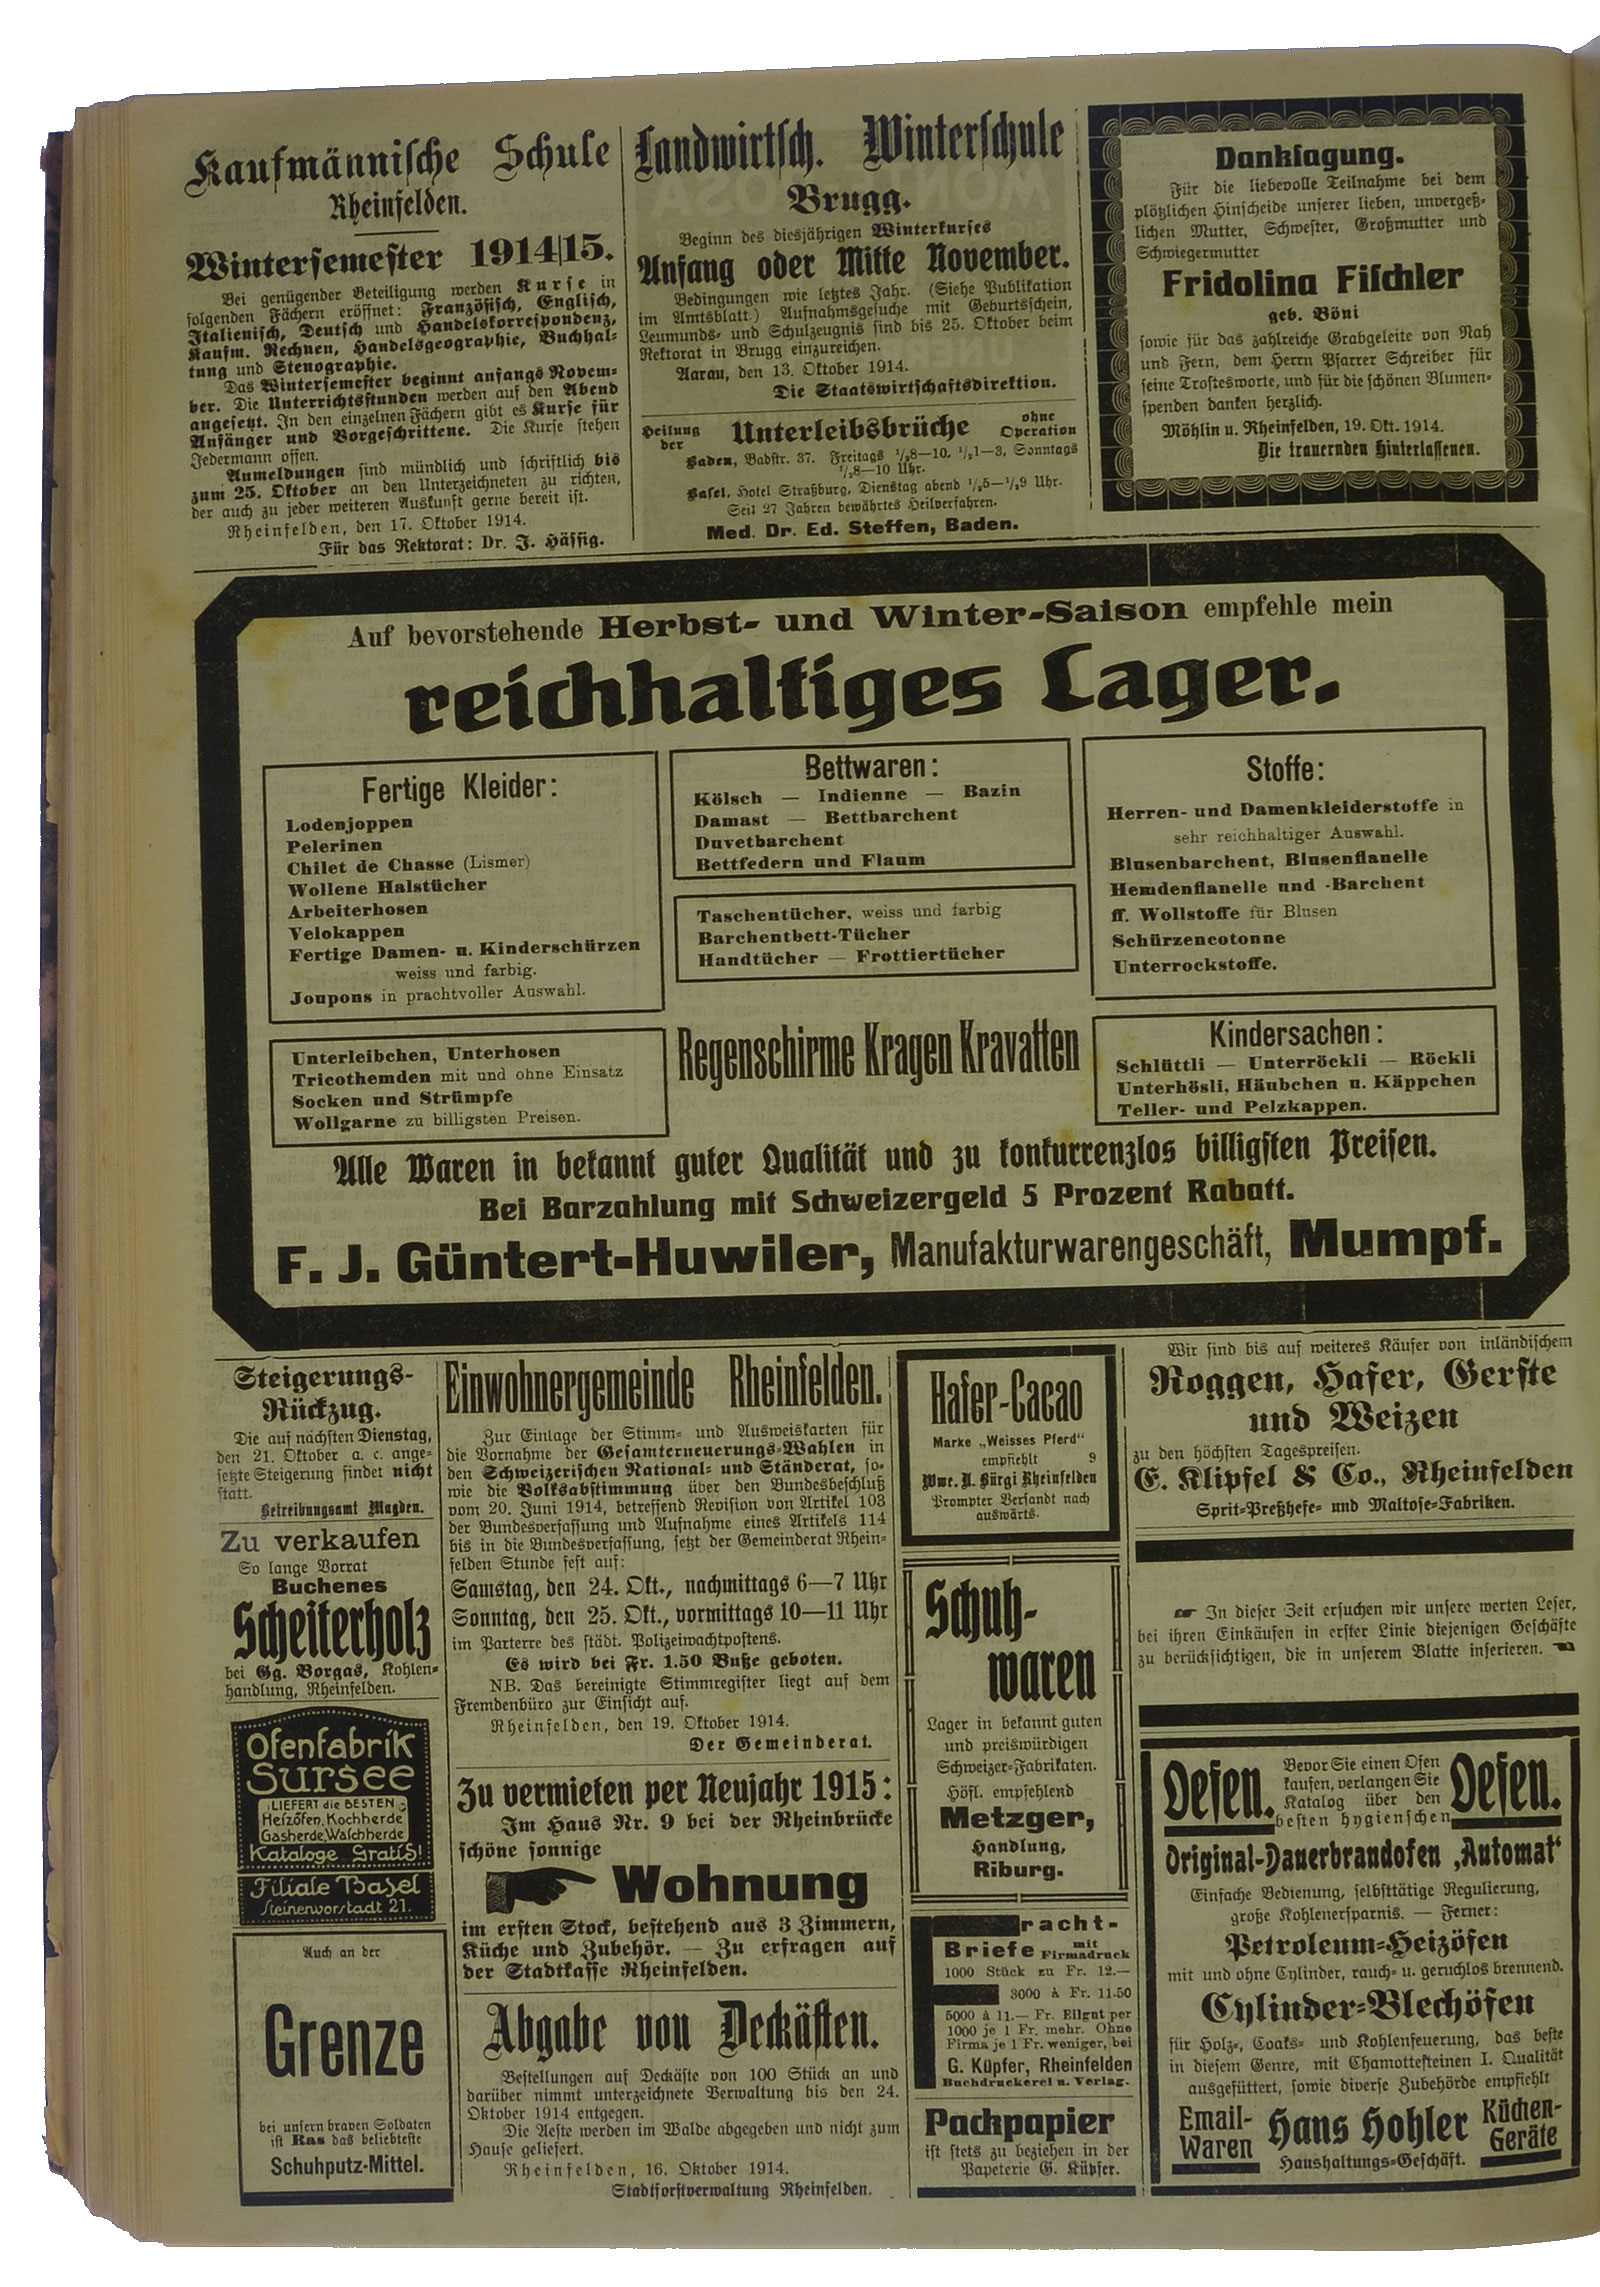 Kaufmännische Schule
Rheinfelden.
Wintersemester 1914/15.
Bei genügender Beteiligung werden Kurse in
folgenden Fächern eröffnet: Französisch, Englisch,
Italienisch, Deutsch und Handelskorrespondenz,
Kaufm. Rechnen, Handelsgeographie, Buchhal-
tung und Stenographie.
Das Wintersemester beginnt anfangs Novem-
ber. Die Unterrichtsstunden werden auf den Abend
angesetzt. In den einzelnen Fächern gibt es Kurse für
Anfänger und Vorgeschrittene. Die Kurse stehen
Jedermann offen.
Anmeldungen sind mündlich und schriftlich bis
zum 25. Oktober an den Unterzeichneten zu richten,
der auch zu jeder weiteren Auskunft gerne bereit ist.
Rheinfelden, den 17. Oktober 1914.
Für das Rektorat: Dr. J. Hässig.
Landwirtsch. Winterschule
Brugg.
Beginn des diesjährigen Winterkurses
Anfang oder Mitte November.
Bedingungen wie letztes Jahr. (Siehe Publikation
im Amtsblatt.) Aufnahmsgesuche mit Geburtsschein,
Leumunds- und Schulzeugnis sind bis 25. Oktober beim
Rektorat in Brugg einzureichen.
Aarau, den 13. Oktober 1914.
Die Staatswirtschaftsdirektion.
Heilung der Unterleibsbrüche ohne Operation
Baden, Badstr. 37. Freitags 1/28—10, 1/21—3, Sonntags
1/28—10 Uhr.
Basel, Hotel Straßburg, Dienstag abend 1/25—1/29 Uhr.
Seit 27 Jahren bewährtes Heilverfahren.
Med. Dr. Ed. Steffen, Baden.
Danksagung.
Für die liebevolle Teilnahme bei dem
plötzlichen Hinscheide unserer lieben, unvergeß-
lichen Mutter, Schwester, Großmutter und
Schwiegermutter
Fridolina Fischler
geb. Böni
sowie für das zahlreiche Grabgeleite von Nah
und Fern, dem Herrn Pfarrer Schreiber für
seine Trostesworte, und für die schönen Blumen-
spenden danken herzlich.
Möhlin u. Rheinfelden, 19. Okt. 1914.
Die trauernden Hinterlassenen.
Auf bevorstehende Herbst- und Winter-Saison empfehle mein
reichhaltiges Lager.
Fertige Kleider:
Lodenjoppen
Pelerinen
Chilet de Chasse (Lismer)
Wollene Halstücher
Arbeiterhosen
Velokappen
Fertige Damen- u. Kinderschürzen
weiss und farbig.
Joupons in prachtvoller Auswahl.
Unterleibchen, Unterhosen
Tricothemden mit und ohne Einsatz
Socken und Strümpfe
Wollgarne zu billigsten Preisen.
Bettwaren:
Kölsch — Indienne — Bazin
Damast — Bettbarchent
Duvetbarchent
Bettfedern und Flaum
Taschentücher, weiss und farbig
Barchentbett-Tücher
Handtücher — Frottiertücher
Regenschirme Kragen Kravatten
Stoffe:
Herren- und Damenkleiderstoffe in
sehr reichhaltiger Auswahl.
Blusenbarchent, Blusenflanelle
Hemdenflanelle und -Barchent
ff. Wollstoffe für Blusen
Schürzencotonne
Unterrockstoffe.
Kindersachen:
Schlüttli — Unterröckli — Röckli
Unterhösli, Häubchen u. Käppchen
Teller- und Pelzkappen.
Alle Waren in bekannt guter Qualität und zu konkurrenzlos billigsten Preisen.
Bei Barzahlung mit Schweizergeld 5 Prozent Rabatt.
F. J. Güntert-Huwiler, Manufakturwarengeschäft, Mumpf.
Steigerungs-
Rückzug.
Die auf nächsten Dienstag,
den 21. Oktober a. c. ange-
setzte Steigerung findet nicht
statt.
Betreibungsamt Magden.
Zu verkaufen
So lange Vorrat
Buchenes
Scheiterholz
bei Gg. Borgas, Kohlen-
handlung, Rheinfelden.
Ofenfabrik
Sursee
LIEFERT die BESTEN
Heizöfen, Kochherde
Gasherde, Waschherde
Kataloge Gratis!
Filiale Basel
Steinenvorstadt 21.
Auch an der
Grenze
bei unsern braven Soldaten
ist Ras das beliebteste
Schuhputz-Mittel.
Einwohnergemeinde Rheinfelden.
Zur Einlage der Stimm- und Ausweiskarten für
die Vornahme der Gesamterneuerungs-Wahlen in
den Schweizerischen National- und Ständerat, so-
wie die Volksabstimmung über den Bundesbeschluß
vom 20. Juni 1914, betreffend Revision von Artikel 103
der Bundesverfassung und Aufnahme eines Artikels 114
bis in die Bundesverfassung, setzt der Gemeinderat Rhein-
felden Stunde fest auf:
Samstag, den 24. Okt., nachmittags 6—7 Uhr
Sonntag, den 25. Okt., vormittags 10—11 Uhr
im Parterre des städt. Polizeiwachtpostens.
Es wird bei Fr. 1.50 Buße geboten.
NB. Das bereinigte Stimmregister liegt auf dem
Fremdenbüro zur Einsicht auf.
Rheinfelden, den 19. Oktober 1914.
Der Gemeinderat.
Zu vermieten per Neujahr 1915:
Im Haus Nr. 9 bei der Rheinbrücke
schöne sonnige
Wohnung
im ersten Stock, bestehend aus 3 Zimmern,
Küche und Zubehör. — Zu erfragen auf
der Stadtkasse Rheinfelden.
Abgabe von Deckästen.
Bestellungen auf Deckäste von 100 Stück an und
darüber nimmt unterzeichnete Verwaltung bis den 24.
Oktober 1914 entgegen.
Die Aeste werden im Walde abgegeben und nicht zum
Hause geliefert.
Rheinfelden, 16. Oktober 1914.
Stadtforstverwaltung Rheinfelden.
Hafer-Cacao
Marke „Weisses Pferd“
empfiehlt 9
Wwe. A. Bürgi Rheinfelden
Prompter Versandt nach
auswärts.
Schuh-
waren
Lager in bekannt guten
und preiswürdigen
Schweizer-Fabrikaten.
Höfl. empfehlend
Metzger,
Handlung,
Riburg.
Fracht-
Briefe mit Firmadruck
1000 Stück zu Fr. 12.—
3000 à Fr. 11.50
5000 à 11.— Fr. Eilgut per
1000 je 1 Fr. mehr. Ohne
Firma je 1 Fr. weniger, bei
G. Küpfer, Rheinfelden
Buchdruckerei u. Verlag.
Packpapier
ist stets zu beziehen in der
Papeterie G. Küpfer.
Wir sind bis auf weiteres Käufer von inländischem
Roggen, Hafer, Gerste
und Weizen
zu den höchsten Tagespreisen.
E. Klipfel & Co., Rheinfelden
Sprit-Preßhefe- und Maltose-Fabriken.
☞ In dieser Zeit ersuchen wir unsere werten Leser,
bei ihren Einkäufen in erster Linie diejenigen Geschäfte
zu berücksichtigen, die in unserem Blatte inserieren. ☜
Oefen. Bevor Sie einen Ofen
kaufen, verlangen Sie
Katalog über den
besten hygienschen Oefen.
Original-Dauerbrandofen ‚Automat‘
Einfache Bedienung, selbsttätige Regulierung,
große Kohlenersparnis. — Ferner:
Petroleum-Heizöfen
mit und ohne Cylinder, rauch- u. geruchlos brennend.
Cylinder-Blechöfen
für Holz-, Coaks- und Kohlenfeuerung, das beste
in diesem Genre, mit Chamottesteinen I. Qualität
ausgefüttert, sowie diverse Zubehörde empfiehlt
Email-
Waren
Hans Hohler
Haushaltungs-Geschäft.
Küchen-
Geräte